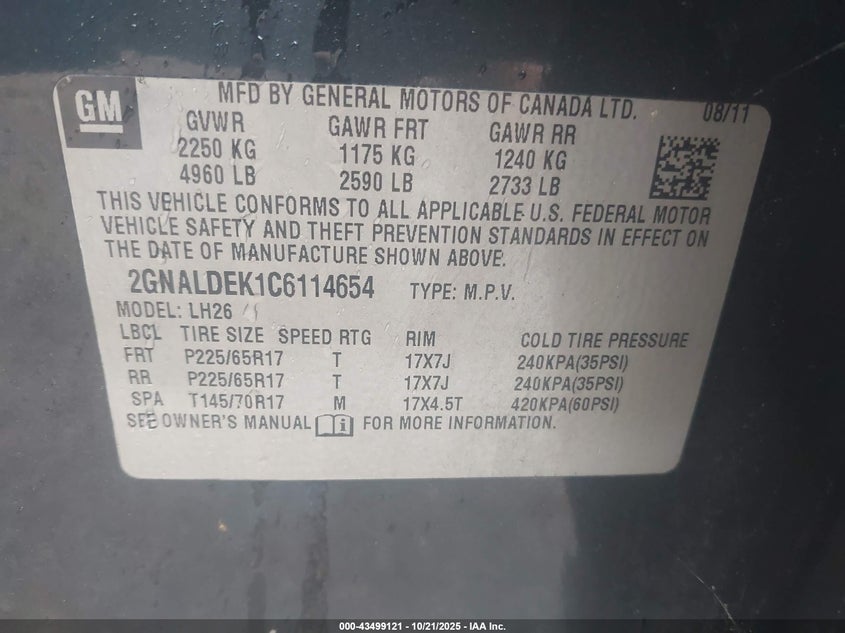 GM
MFD BY GENERAL MOTORS OF CANADA LTD. 08/11
GVWR GAWR FRT GAWR RR
2250 KG 1175 KG 1240 KG
4960 LB 2590 LB 2733 LB
THIS VEHICLE CONFORMS TO ALL APPLICABLE U.S. FEDERAL MOTOR
VEHICLE SAFETY AND THEFT PREVENTION STANDARDS IN EFFECT ON
THE DATE OF MANUFACTURE SHOWN ABOVE.
2GNALDEK1C6114654 TYPE: M.P.V.
MODEL: LH26
LBCL TIRE SIZE SPEED RTG RIM COLD TIRE PRESSURE
FRT P225/65R17 T 17X7J 240KPA(35PSI)
RR P225/65R17 T 17X7J 240KPA(35PSI)
SPA T145/70R17 M 17X4.5T 420KPA(60PSI)
SEE OWNER'S MANUAL i FOR MORE INFORMATION.
000-43499121 - 10/21/2025 - IAA Inc.